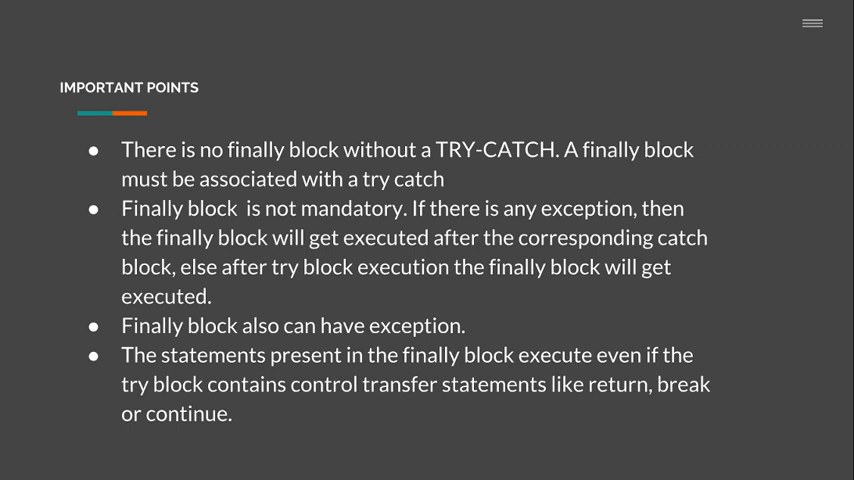 IMPORTANT POINTS
● There is no finally block without a TRY-CATCH. A finally block
must be associated with a try catch
● Finally block  is not mandatory. If there is any exception, then
the finally block will get executed after the corresponding catch
block, else after try block execution the finally block will get
executed.
● Finally block also can have exception.
● The statements present in the finally block execute even if the
try block contains control transfer statements like return, break
or continue.